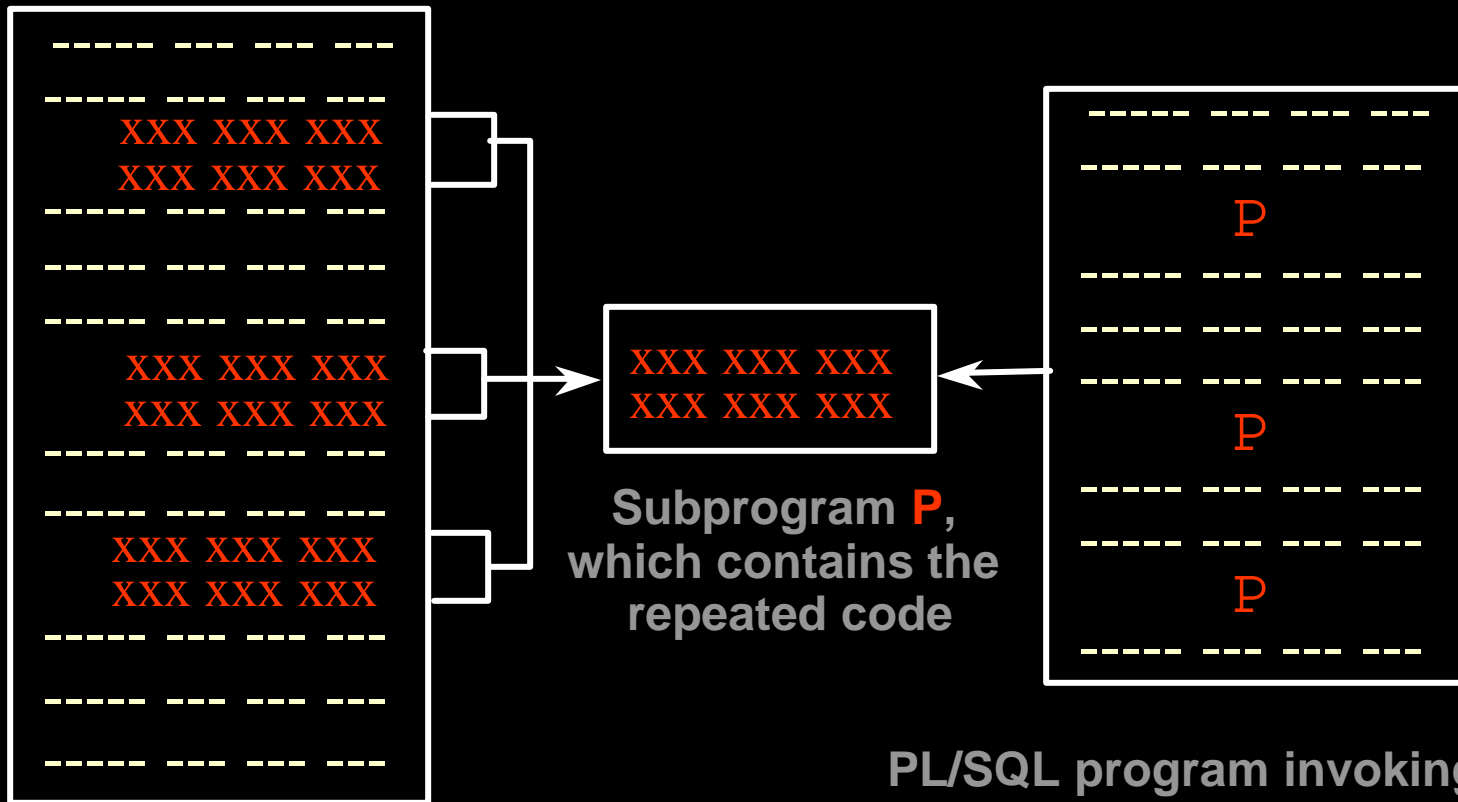 ----- --- --- ---
----- --- --- ---
XXX XXX XXX
XXX XXX XXX
----- --- --- ---
----- --- --- ---
----- --- --- ---
XXX XXX XXX
XXX XXX XXX
----- --- --- ---
----- --- --- ---
XXX XXX XXX
XXX XXX XXX
----- --- --- ---
----- --- --- ---
----- --- --- ---
XXX XXX XXX
XXX XXX XXX
Subprogram P,
which contains the
repeated code
----- --- --- ---
----- --- --- ---
P
----- --- --- ---
----- --- --- ---
----- --- --- ---
P
----- --- --- ---
----- --- --- ---
P
----- --- --- ---
PL/SQL program invoking